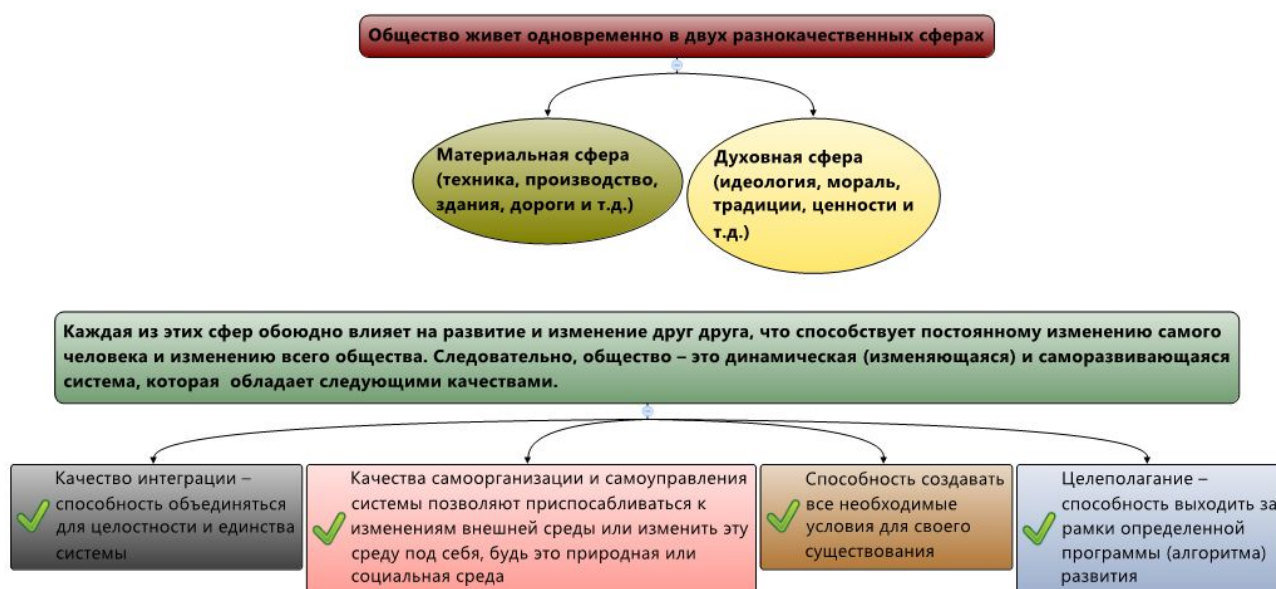 Общество живет одновременно в двух разнокачественных сферах
Материальная сфера
(техника, производство,
здания, дороги и т.д.)
Духовная сфера
(идеология, мораль,
традиции, ценности и
т.д.)
Каждая из этих сфер обоюдно влияет на развитие и изменение друг друга, что способствует постоянному изменению самого
человека и изменению всего общества. Следовательно, общество – это динамическая (изменяющаяся) и саморазвивающаяся
система, которая обладает следующими качествами.
Качество интеграции –
способность объединяться
для целостности и единства
системы
Качества самоорганизации и самоуправления
системы позволяют приспосабливаться к
изменениям внешней среды или изменить эту
среду под себя, будь это природная или
социальная среда
Способность создавать
все необходимые
условия для своего
существования
Целеполагание –
способность выходить за
рамки определенной
программы (алгоритма)
развития